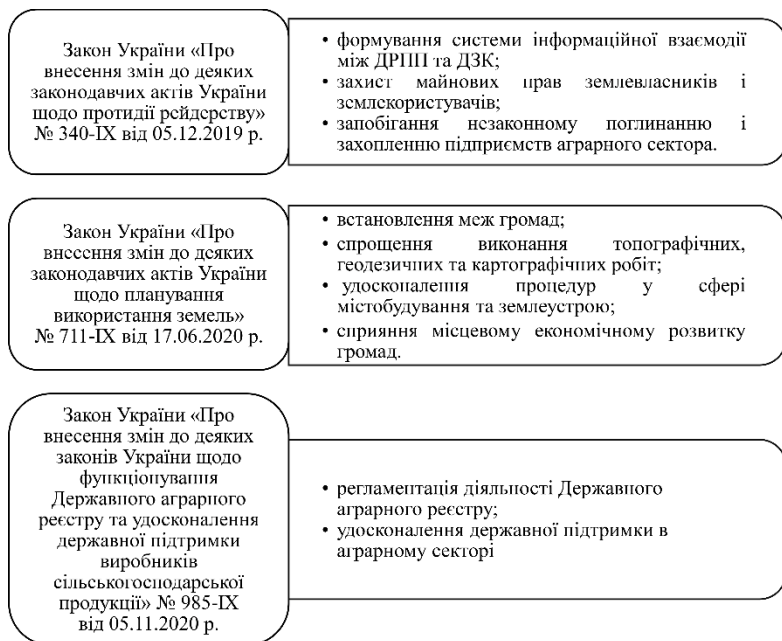 Закон України «Про
внесення змін до деяких
законодавчих актів України
щодо протидії рейдерству»
№ 340-IX від 05.12.2019 р.
• формування системи інформаційної взаємодії
між ДРПП та ДЗК;
• захист майнових прав землевласників і
землекористувачів;
• запобігання незаконному поглинанню і
захопленню підприємств аграрного сектора.
Закон України «Про
внесення змін до деяких
законодавчих актів України
щодо планування
використання земель»
№ 711-IX від 17.06.2020 р.
• встановлення меж громад;
• спрощення виконання топографічних,
геодезичних та картографічних робіт;
• удосконалення процедур у сфері
містобудування та землеустрою;
• сприяння місцевому економічному розвитку
громад.
Закон України «Про
внесення змін до деяких
законів України щодо
функціонування
Державного аграрного
реєстру та удосконалення
державної підтримки
виробників
сільськогосподарської
продукції» № 985-IX
від 05.11.2020 р.
• регламентація діяльності Державного
аграрного реєстру;
• удосконалення державної підтримки в
аграрному секторі